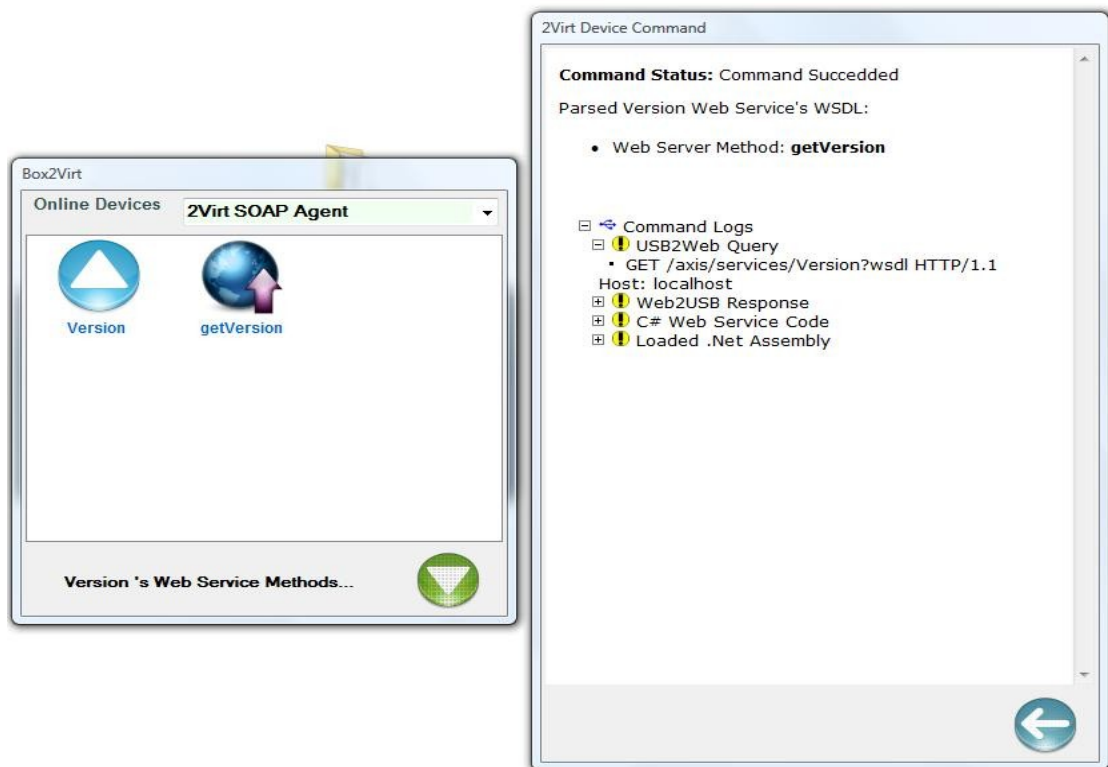 Box2Virt
Online Devices
2Virt SOAP Agent
Version
getVersion
Version 's Web Service Methods...
2Virt Device Command
Command Status: Command Succedded
Parsed Version Web Service's WSDL:
• Web Server Method: getVersion
Command Logs
USB2Web Query
GET /axis/services/Version?wsdl HTTP/1.1
Host: localhost
Web2USB Response
C# Web Service Code
Loaded .Net Assembly